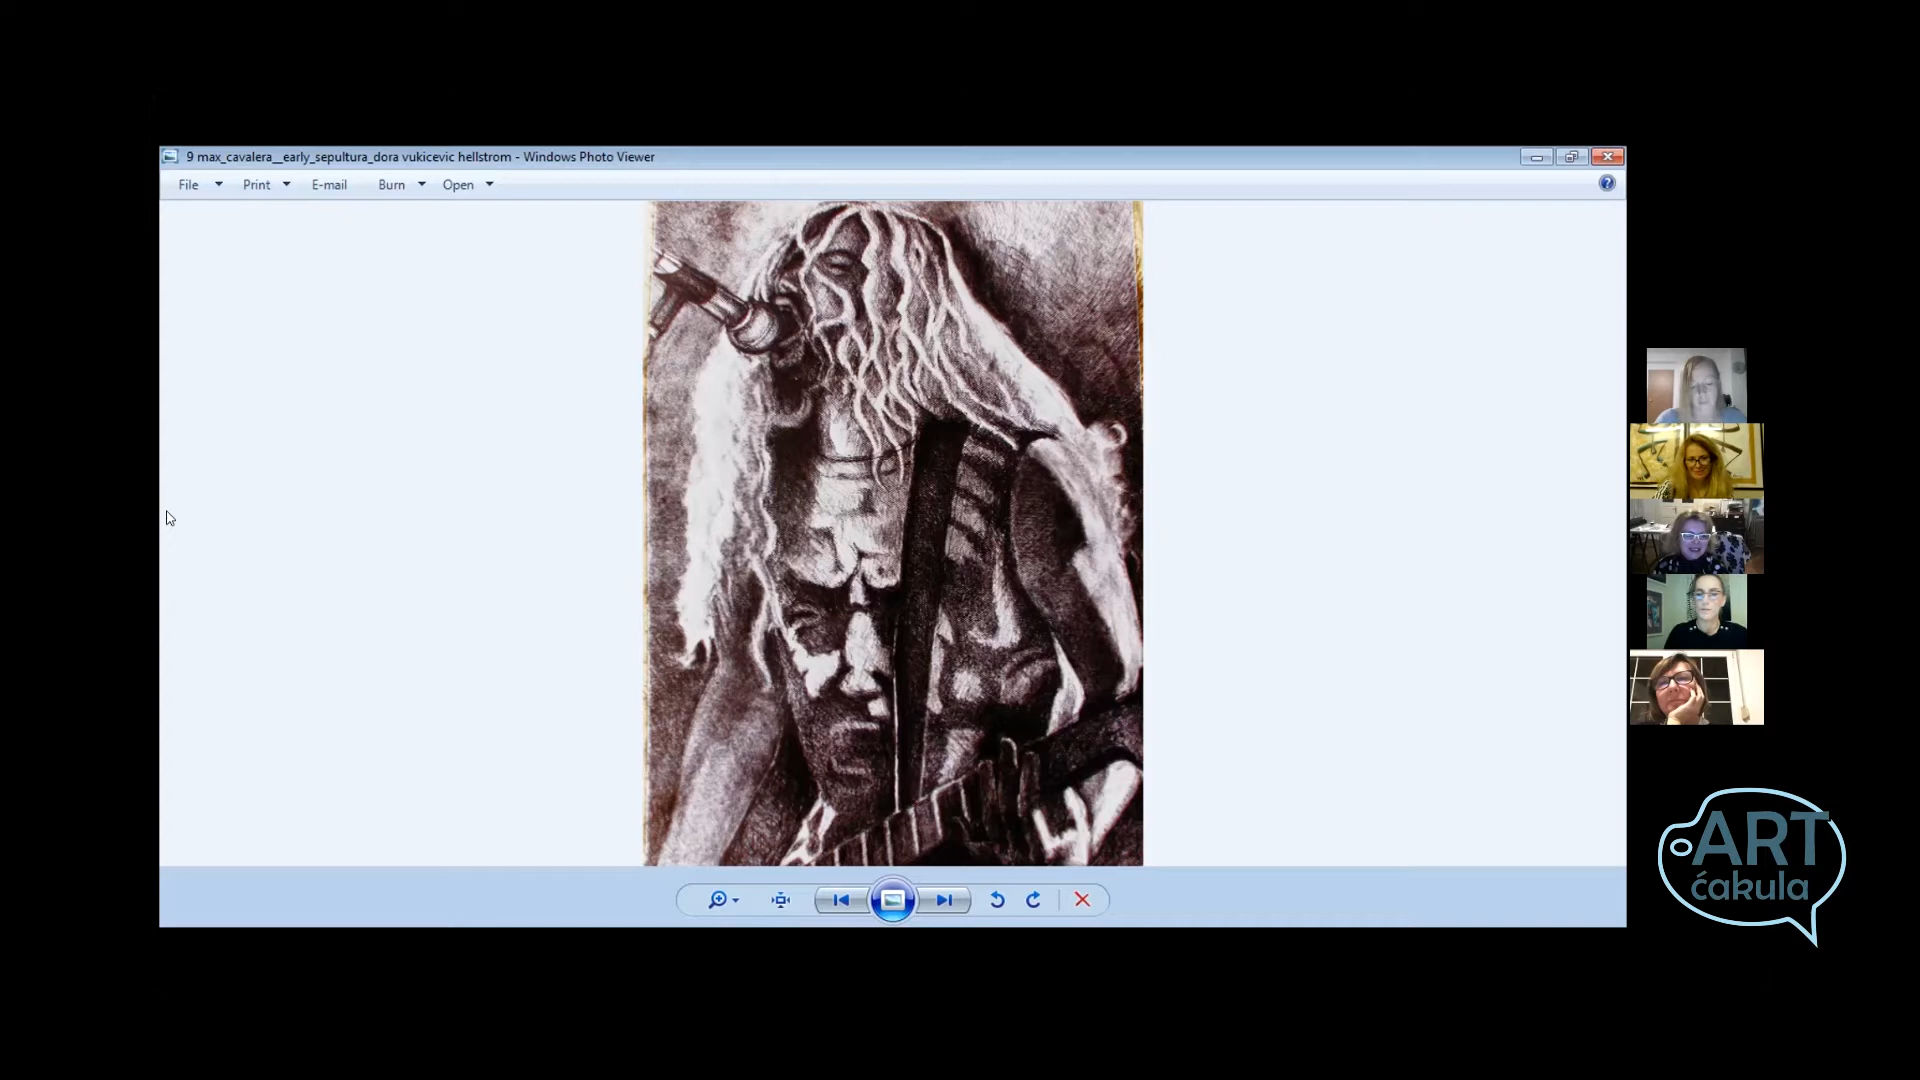 9 max_cavalera__early_sepultura_dora vukicevic hellstrom - Windows Photo Viewer
File Print E-mail Burn Open
ART
ćakula